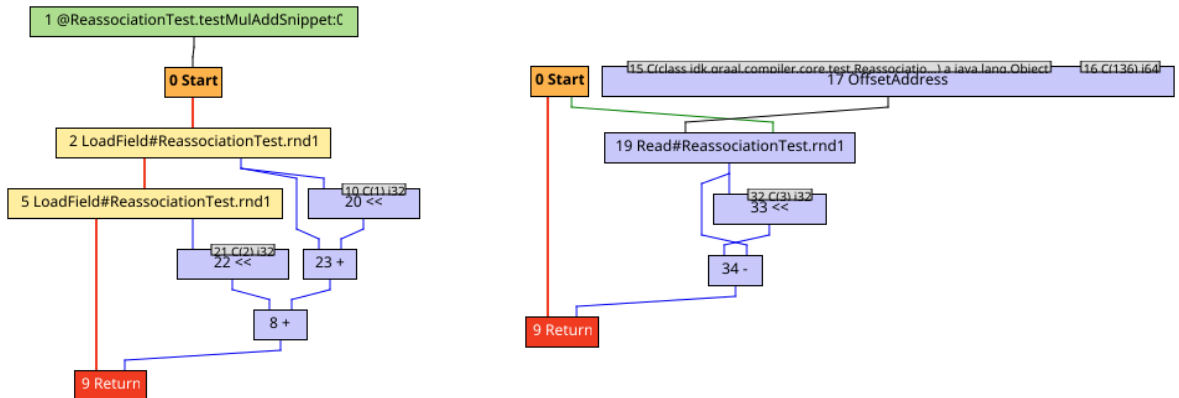 1 @ReassociationTest.testMulAddSnippet:0
0 Start
2 LoadField#ReassociationTest.rnd1
10 C(1) i32
20 <<
5 LoadField#ReassociationTest.rnd1
21 C(2) i32
22 <<
23 +
8 +
9 Return
0 Start
15 C(class jdk.graal.compiler.core.test.Reassociatio...) a java.lang.Object
16 C(136) i64
17 OffsetAddress
19 Read#ReassociationTest.rnd1
32 C(3) i32
33 <<
34 -
9 Return